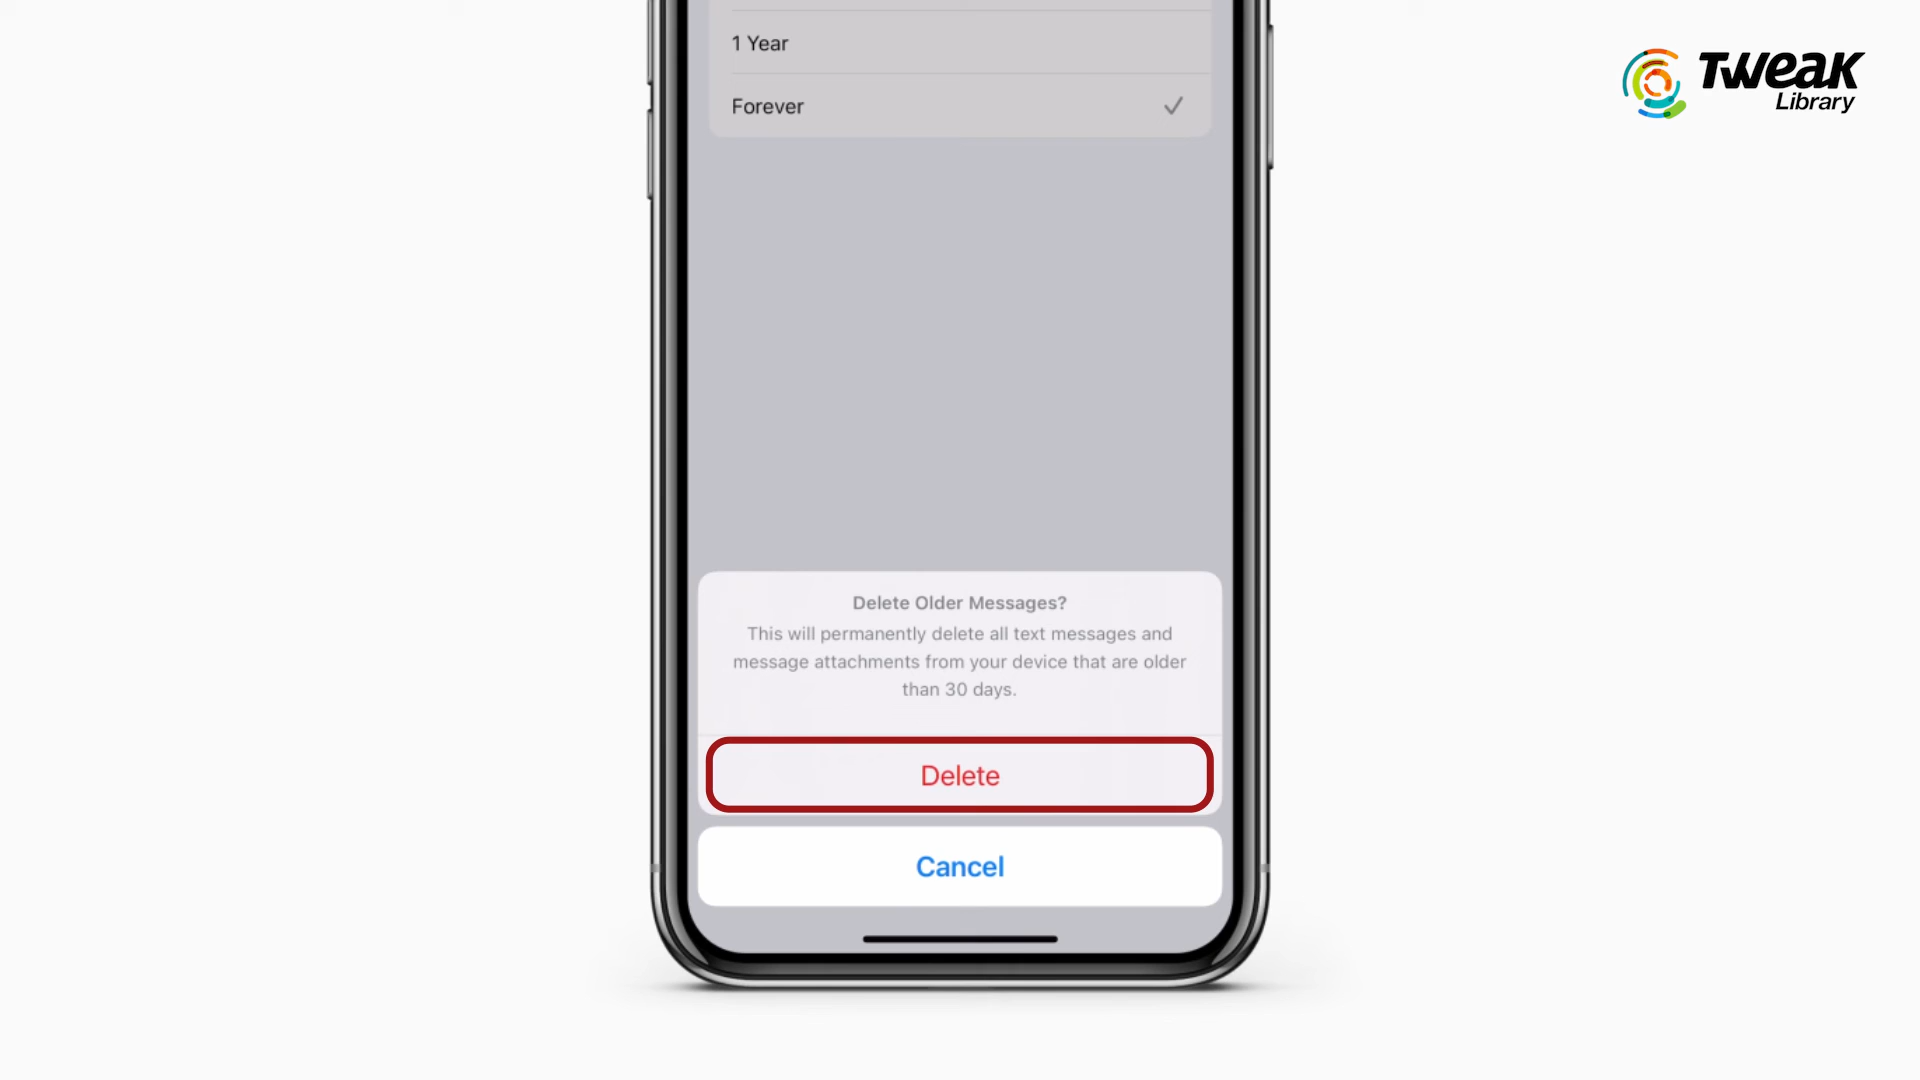 1 Year
Forever
TWEAK
Library
Delete Older Messages?
This will permanently delete all text messages and
message attachments from your device that are older
than 30 days.
Delete
Cancel